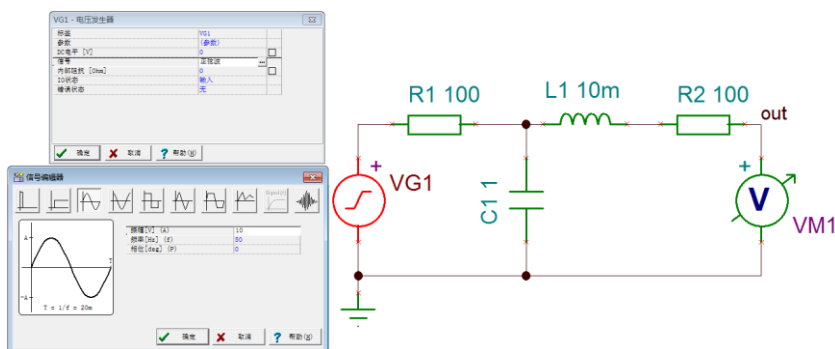 VG1 - 电压发生器
标签 VG1
参数 (参数)
DC电平 [V] 0
信号 正弦波 ...
内部阻抗 [Ohm] 0
IO状态 输入
错误状态 无
确定 取消 ? 帮助(H)
信号编辑器
振幅[V] (A) 10
频率[Hz] (f) 50
相位[deg] (P) 0
A
T
-A
T = 1/f = 20m
确定 取消 ? 帮助(H)
R1 100
L1 10m
R2 100
out
+
VG1
C1 1
+
V
VM1